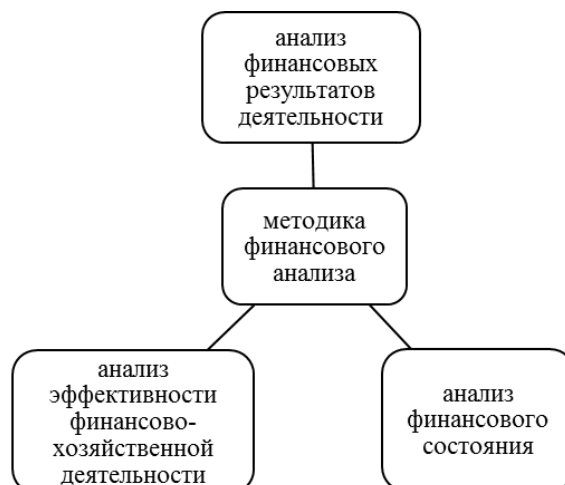 анализ
финансовых
результатов
деятельности
методика
финансового
анализа
анализ
эффективности
финансово-
хозяйственной
деятельности
анализ
финансового
состояния